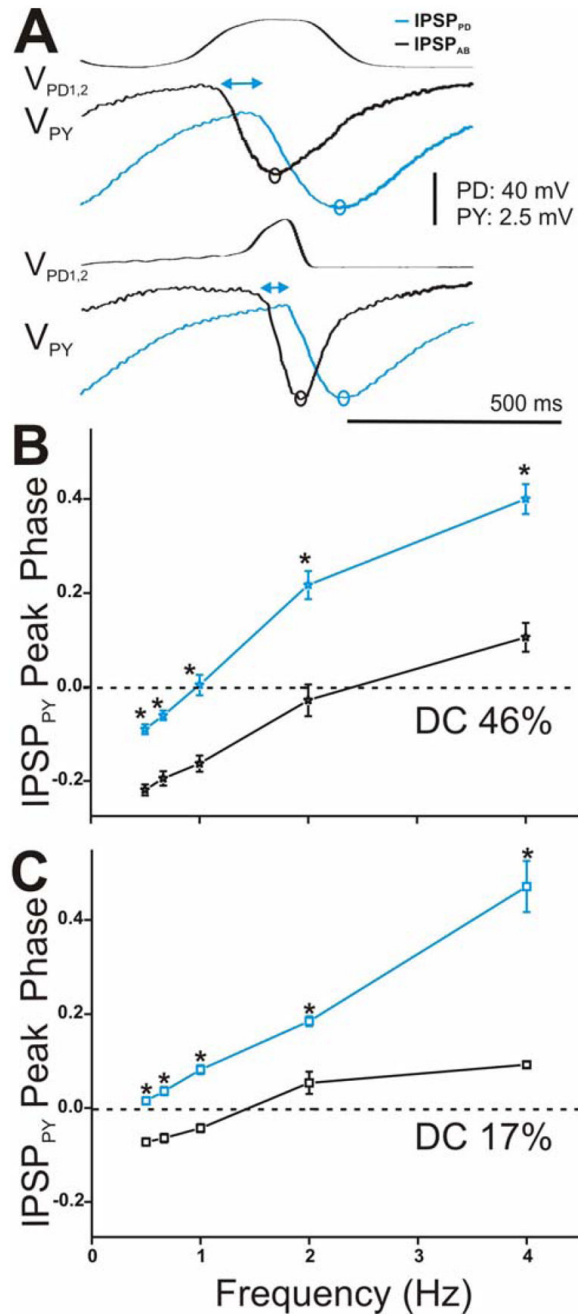 A
IPSP_PD
IPSP_AB
V_PD1,2
V_PY
PD: 40 mV
PY: 2.5 mV
V_PD1,2
V_PY
500 ms
B
IPSP_PY Peak Phase
0.4
0.2
0.0
-0.2
* * * * *
DC 46%
C
IPSP_PY Peak Phase
0.4
0.2
0.0
-0.2
* * * * *
DC 17%
0 1 2 3 4
Frequency (Hz)